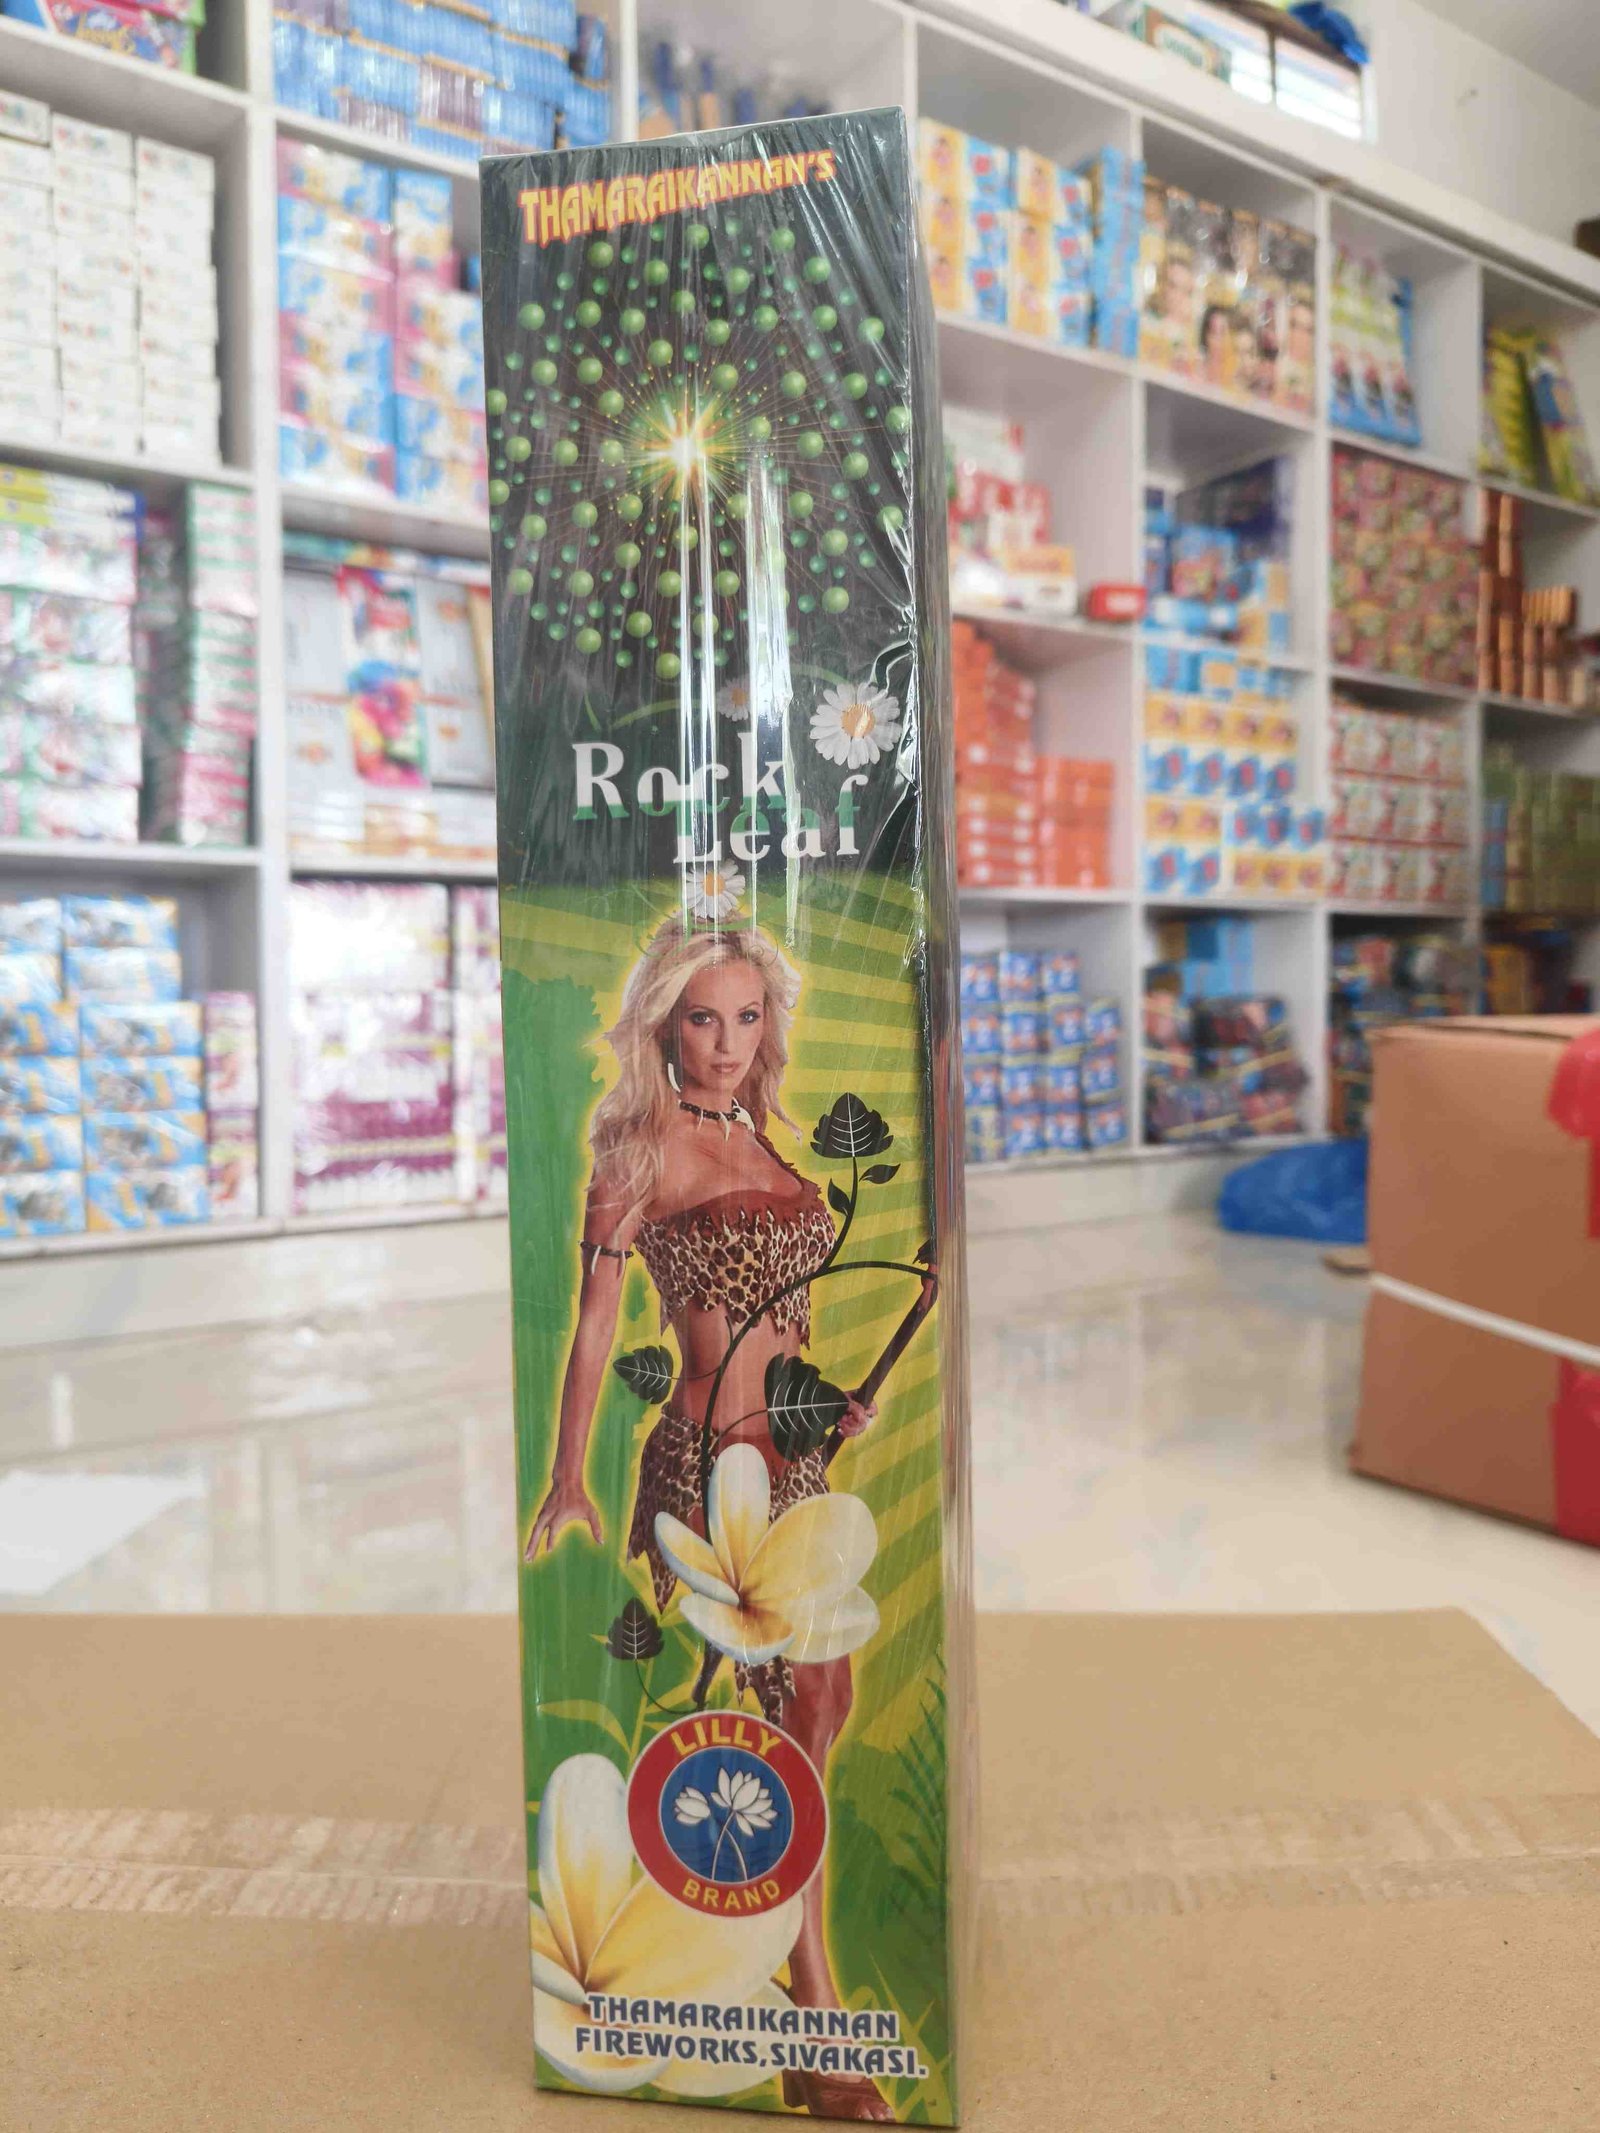 THAMARAIKANNAN'S
Rock
Leaf
LILLY
BRAND
THAMARAIKANNAN
FIREWORKS, SIVAKASI.